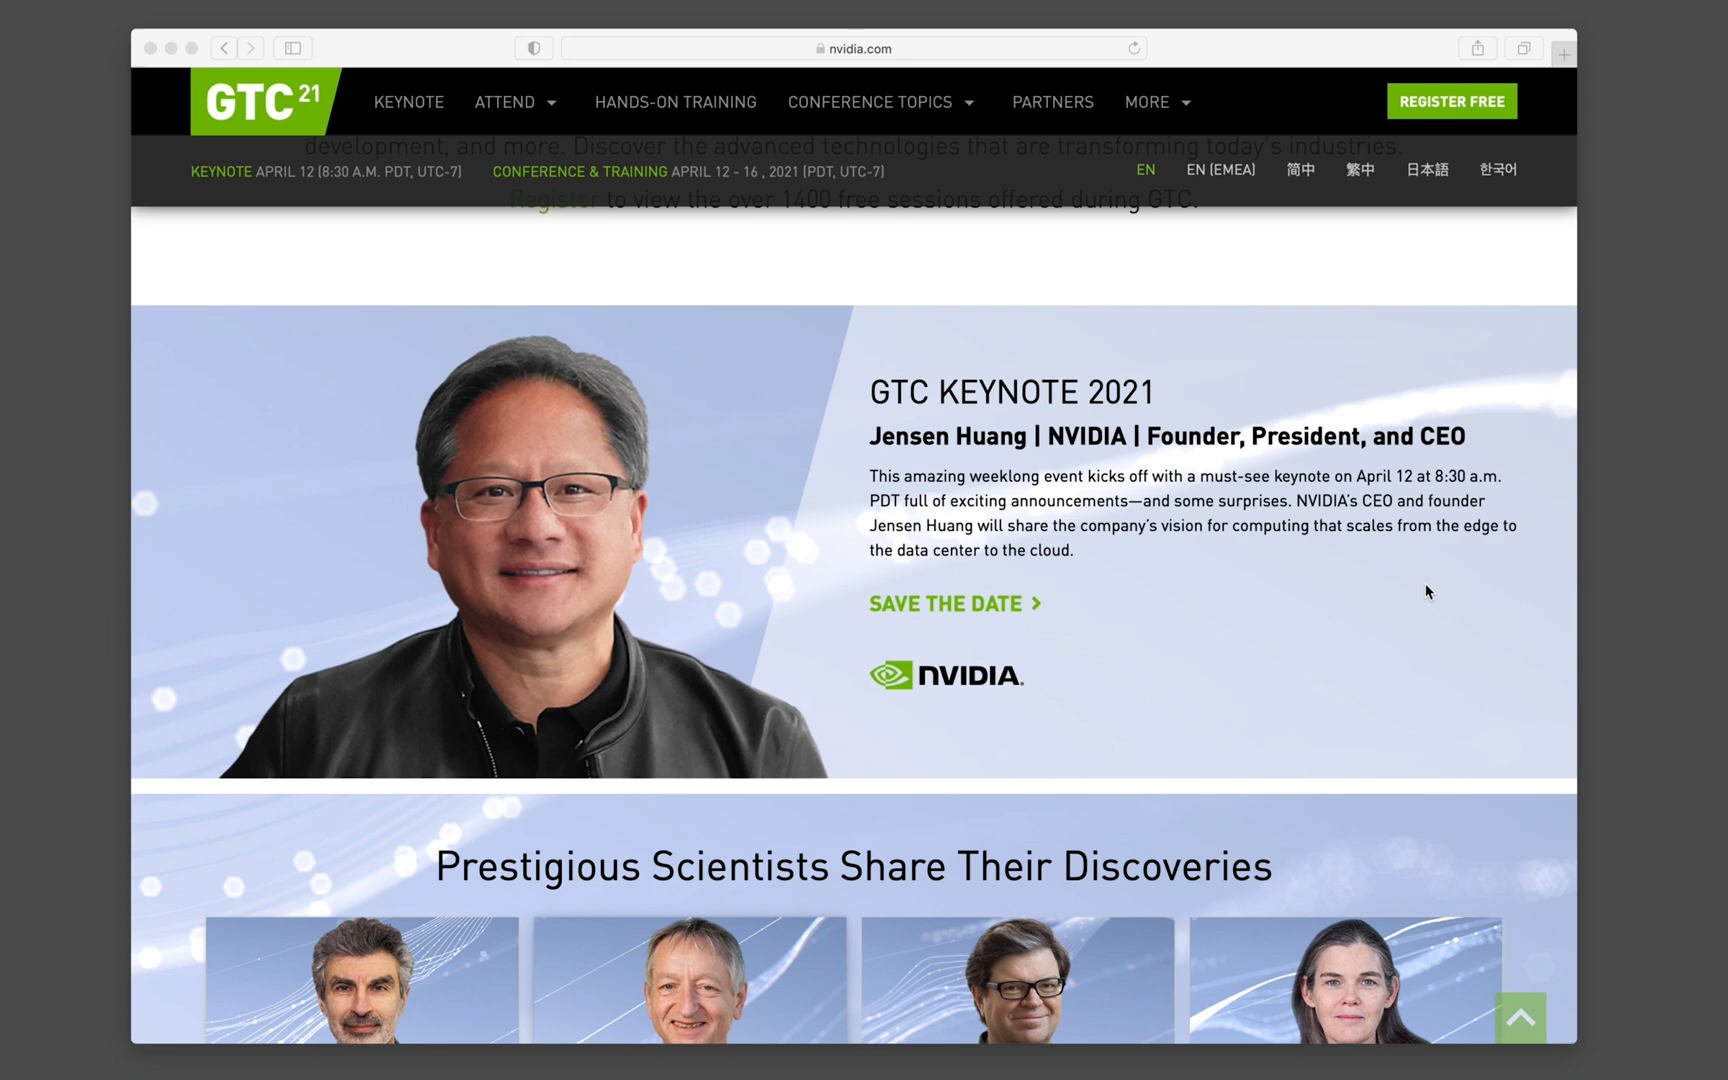 nvidia.com
GTC 21
KEYNOTE
ATTEND
HANDS-ON TRAINING
CONFERENCE TOPICS
PARTNERS
MORE
REGISTER FREE
development, and more. Discover the advanced technologies that are transforming today's industries.
KEYNOTE APRIL 12 (8:30 A.M. PDT, UTC-7)
CONFERENCE & TRAINING APRIL 12 - 16 , 2021 (PDT, UTC-7)
EN
EN (EMEA)
简中
繁中
日本語
한국어
Register to view the over 1400 free sessions offered during GTC.
GTC KEYNOTE 2021
Jensen Huang | NVIDIA | Founder, President, and CEO
This amazing weeklong event kicks off with a must-see keynote on April 12 at 8:30 a.m.
PDT full of exciting announcements—and some surprises. NVIDIA's CEO and founder
Jensen Huang will share the company's vision for computing that scales from the edge to
the data center to the cloud.
SAVE THE DATE
NVIDIA.
Prestigious Scientists Share Their Discoveries